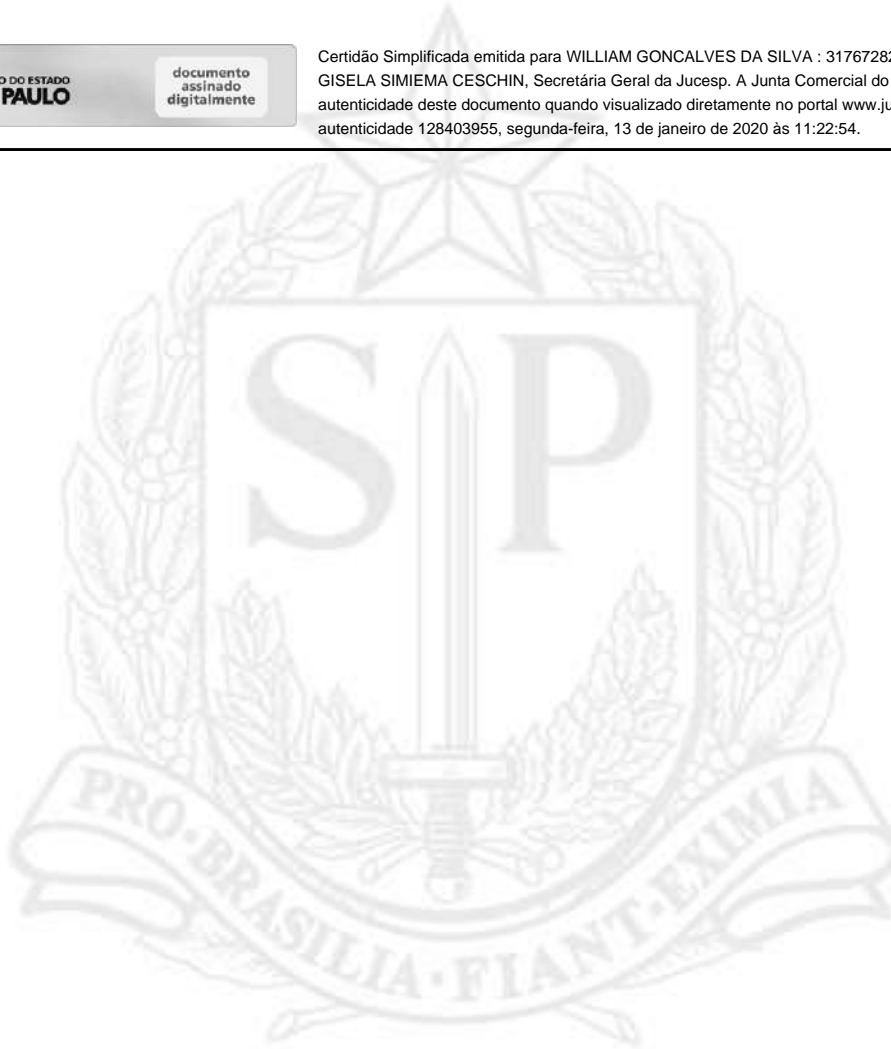 O DO ESTADO
PAULO
documento
assinado
digitalmente
Certidão Simplificada emitida para WILLIAM GONCALVES DA SILVA : 3176728
GISELA SIMIEMA CESCHIN, Secretária Geral da Jucesp. A Junta Comercial do
autenticidade deste documento quando visualizado diretamente no portal www.ju
autenticidade 128403955, segunda-feira, 13 de janeiro de 2020 às 11:22:54.
S P
PRO·BRASILIA·FIANT·EXIMIA